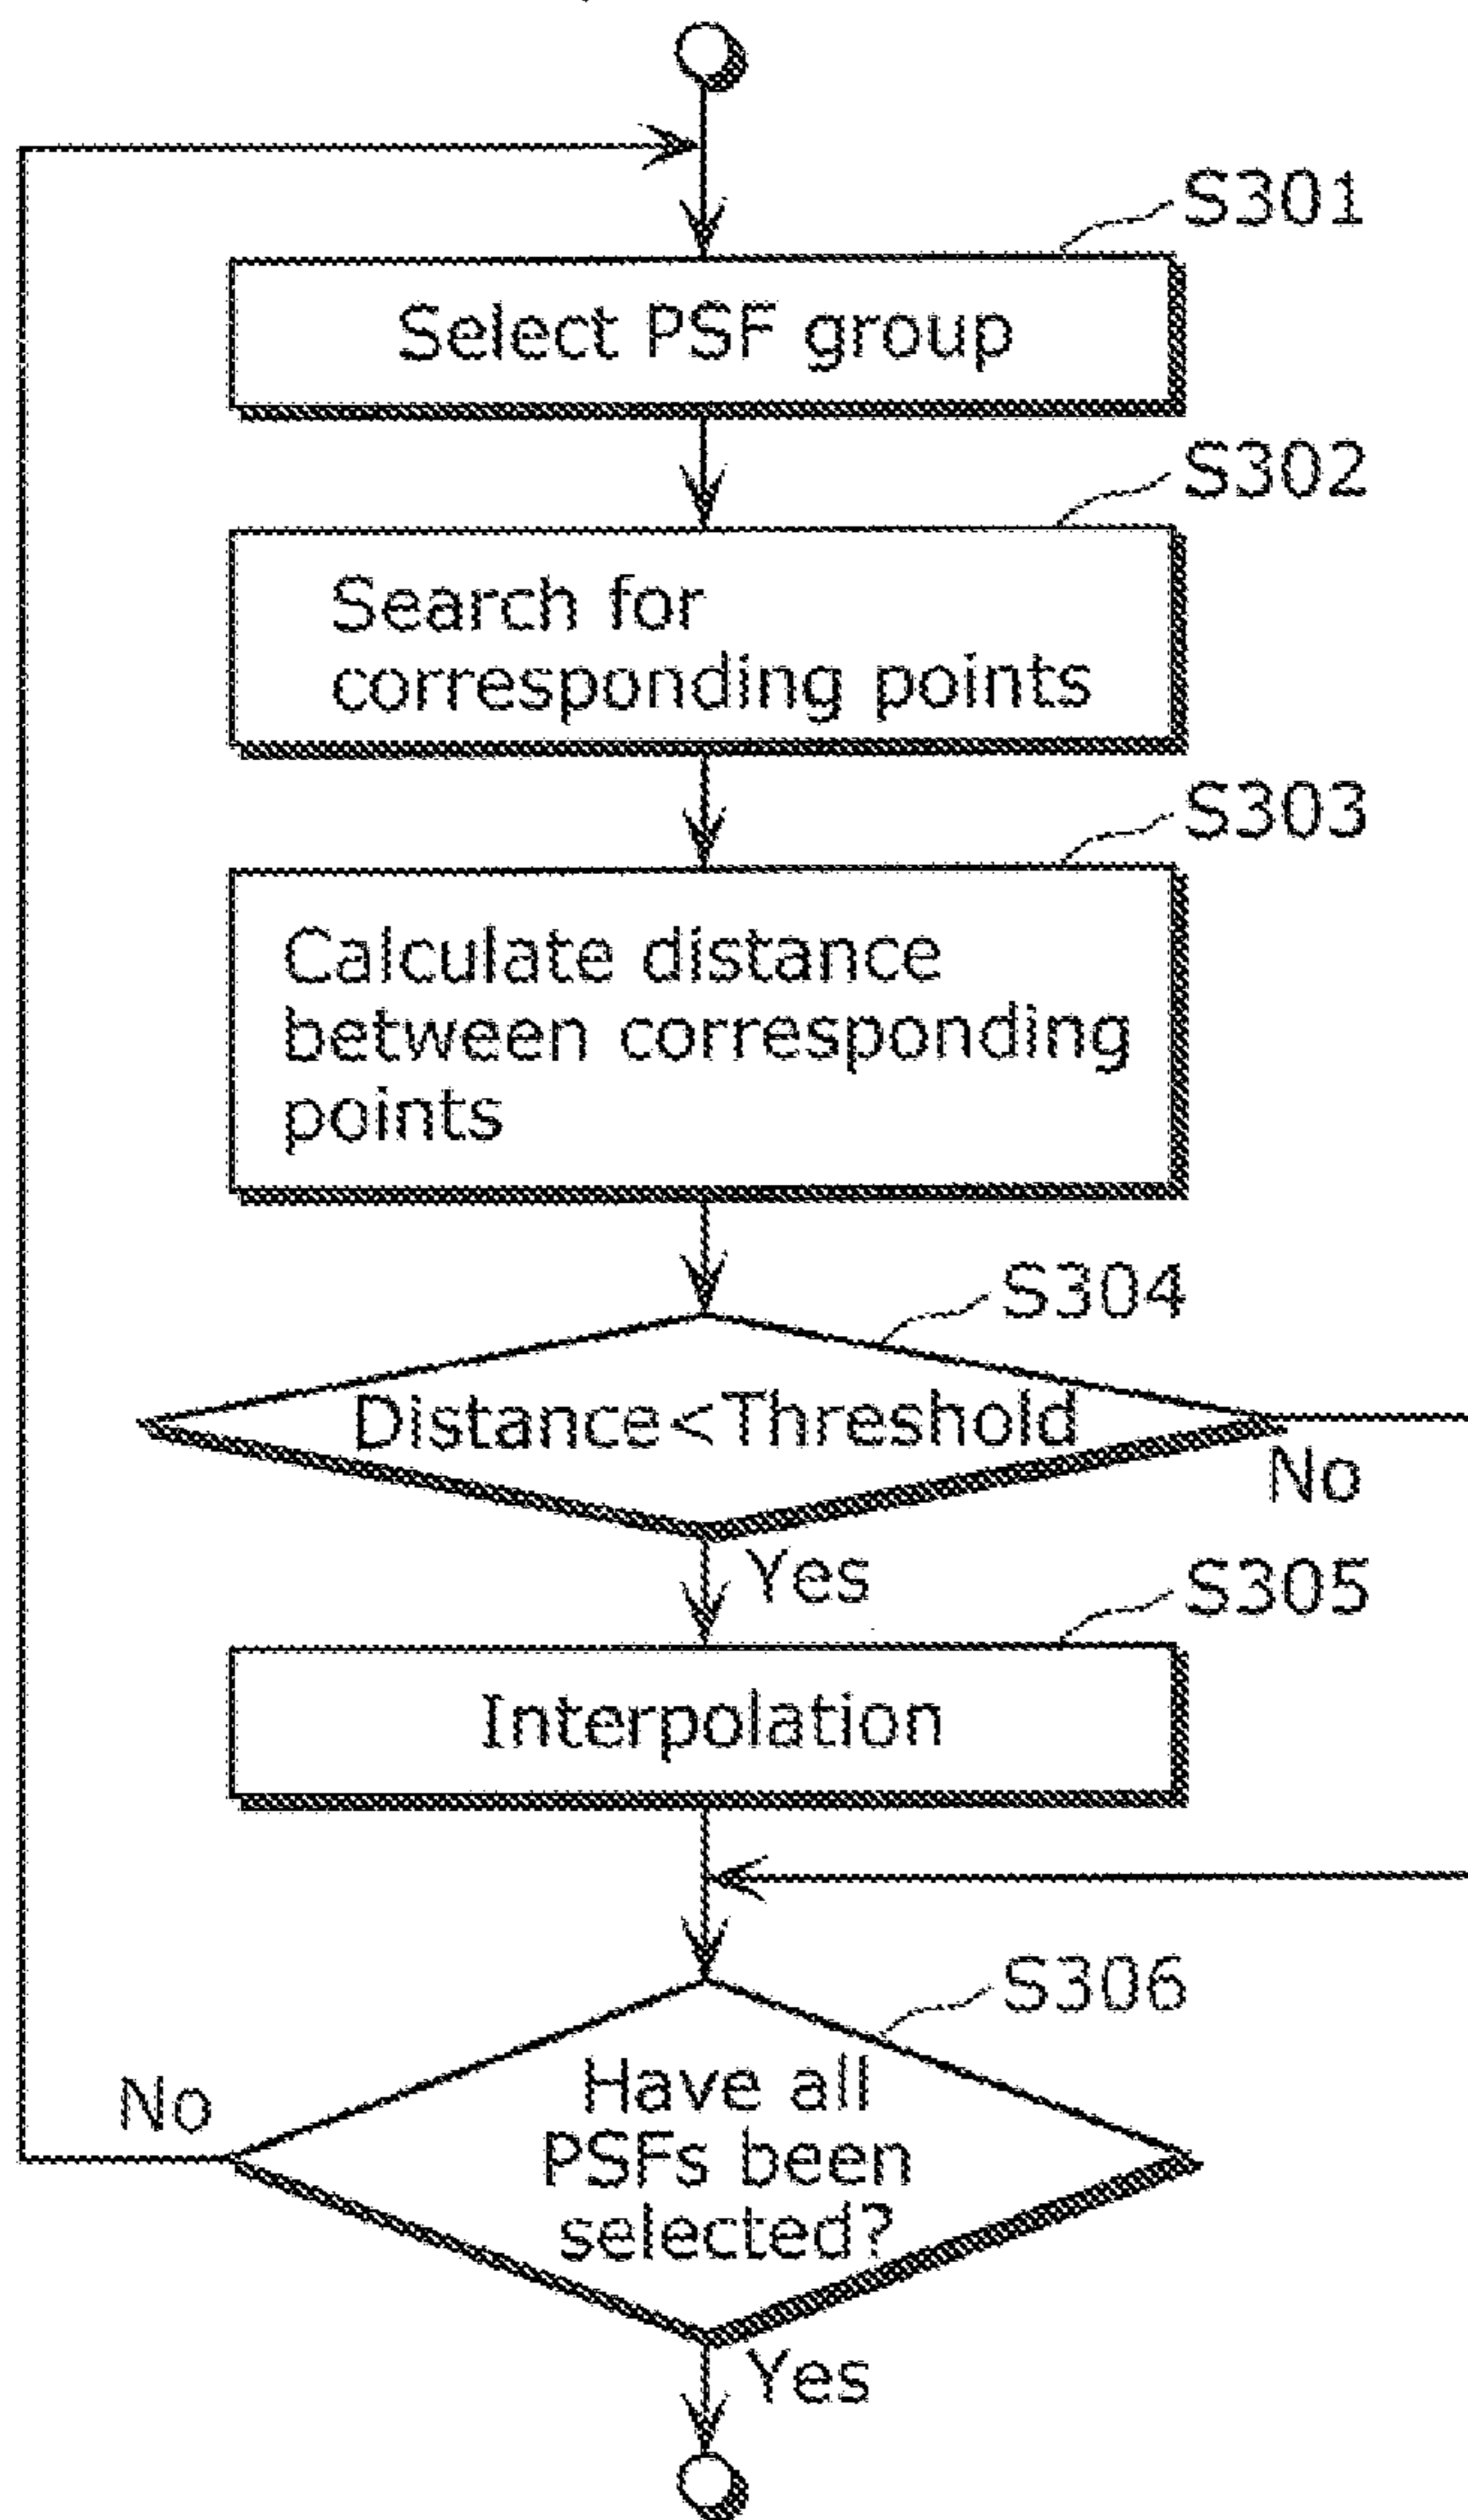 S301
Select PSF group
S302
Search for
corresponding points
S303
Calculate distance
between corresponding
points
S304
Distance<Threshold
No
Yes
S305
Interpolation
S306
Have all
PSFs been
selected?
No
Yes